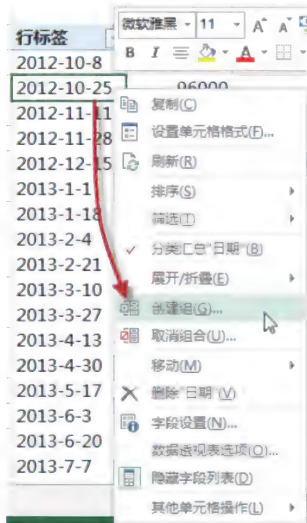 微软雅黑 11 A A
行标签
B I A
2012-10-8
2012-10-25 96000
复制(C)
2012-11-11
设置单元格格式(F)...
2012-11-28
2012-12-15 刷新(R)
2013-1-1 排序(S)
2013-1-18 筛选(T)
2013-2-4 分类汇总"日期"(B)
2013-2-21
展开/折叠(E)
2013-3-10
创建组(G)...
2013-3-27
2013-4-13 取消组合(U)...
2013-4-30 移动(M)
2013-5-17 删除"日期"(V)
2013-6-3 字段设置(N)...
2013-6-20 数据透视表选项(O)...
2013-7-7 隐藏字段列表(D)
其他单元格操作(L)